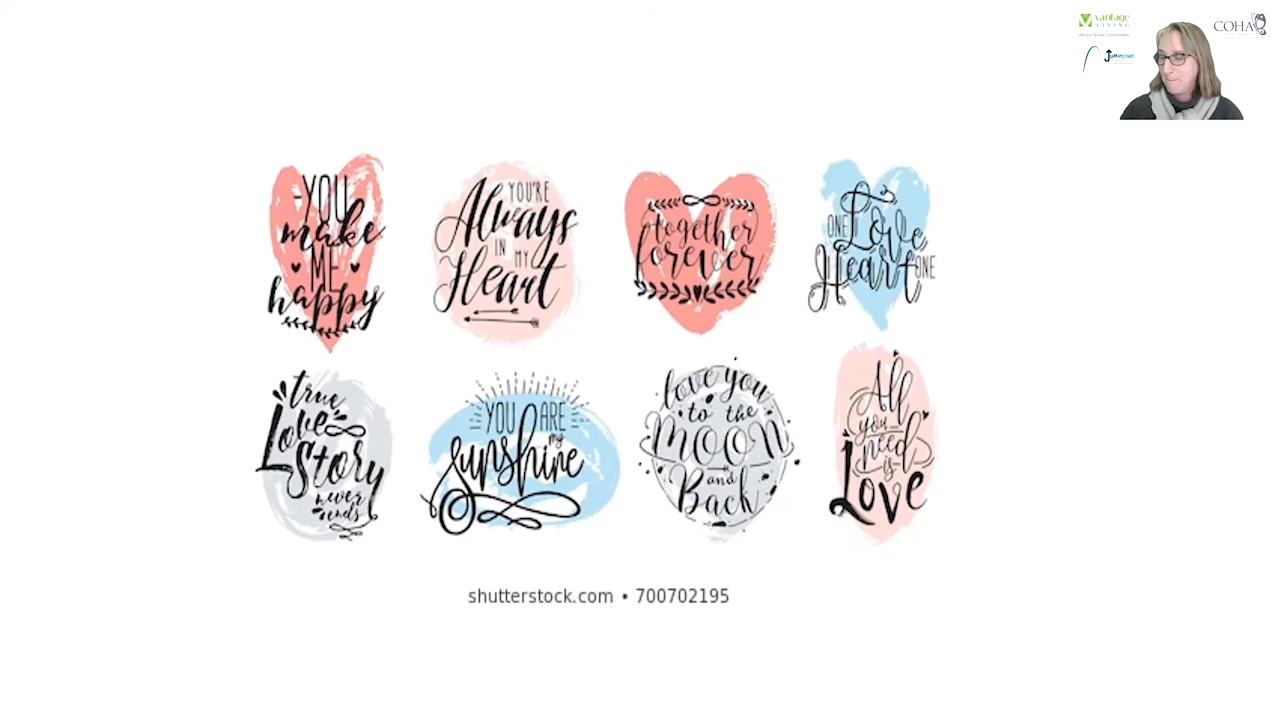 vantage
LIVING
COHA
YOU
make
ME
happy
YOU'RE
Always
IN MY
Heart
together
forever
ONE Love
Heart ONE
true
Love
Story
never
ends
YOU ARE
my
sunshine
love you
to the
MOON
and
Back
All
you
need
is
Love
shutterstock.com • 700702195